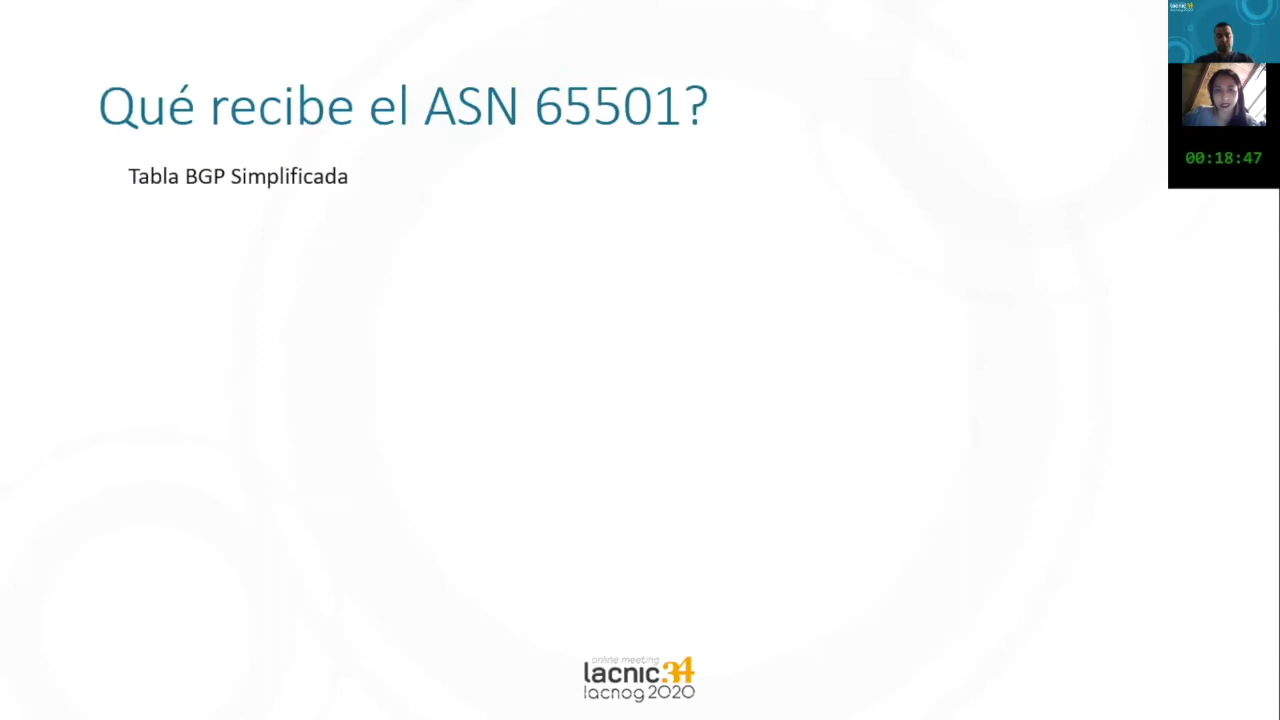 Qué recibe el ASN 65501?
Tabla BGP Simplificada
00:18:47
online meeting
lacnic34
lacnog2020